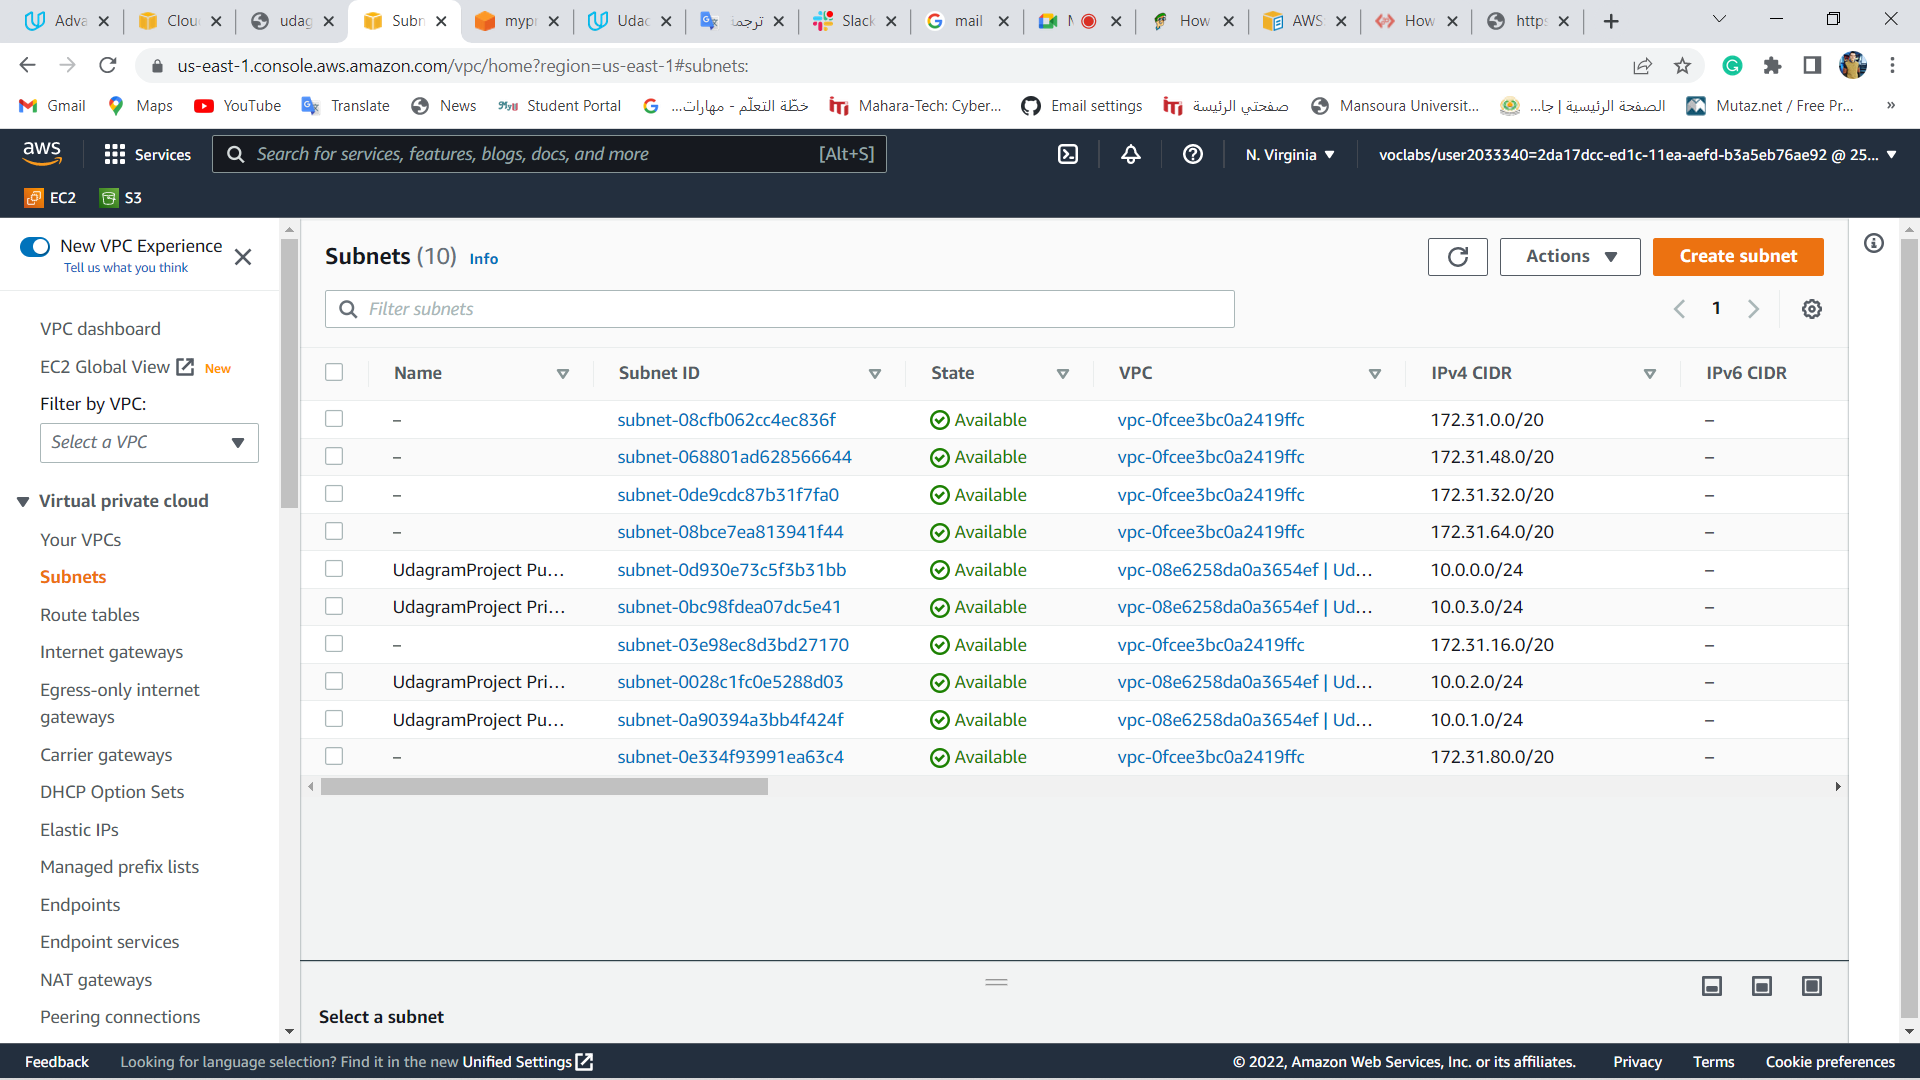 Adva
Clou
udag
Subn
mypr
Udac
ترجمة
Slack
mail
How
AWS
How
https
us-east-1.console.aws.amazon.com/vpc/home?region=us-east-1#subnets:
Gmail
Maps
YouTube
Translate
News
Student Portal
خطّة التعلّم - مهارات...
Mahara-Tech: Cyber...
Email settings
صفحتي الرئيسة
Mansoura Universit...
الصفحة الرئيسية | جا...
Mutaz.net / Free Pr...
»
aws
Services
Search for services, features, blogs, docs, and more
[Alt+S]
N. Virginia
voclabs/user2033340=2da17dcc-ed1c-11ea-aefd-b3a5eb76ae92 @ 25...
EC2
S3
New VPC Experience
Tell us what you think
VPC dashboard
EC2 Global View New
Filter by VPC:
Select a VPC
Virtual private cloud
Your VPCs
Subnets
Route tables
Internet gateways
Egress-only internet
gateways
Carrier gateways
DHCP Option Sets
Elastic IPs
Managed prefix lists
Endpoints
Endpoint services
NAT gateways
Peering connections
Subnets (10) Info
Actions
Create subnet
Filter subnets
1
Name Subnet ID State VPC IPv4 CIDR IPv6 CIDR
– subnet-08cfb062cc4ec836f Available vpc-0fcee3bc0a2419ffc 172.31.0.0/20 –
– subnet-068801ad628566644 Available vpc-0fcee3bc0a2419ffc 172.31.48.0/20 –
– subnet-0de9cdc87b31f7fa0 Available vpc-0fcee3bc0a2419ffc 172.31.32.0/20 –
– subnet-08bce7ea813941f44 Available vpc-0fcee3bc0a2419ffc 172.31.64.0/20 –
UdagramProject Pu... subnet-0d930e73c5f3b31bb Available vpc-08e6258da0a3654ef | Ud... 10.0.0.0/24 –
UdagramProject Pri... subnet-0bc98fdea07dc5e41 Available vpc-08e6258da0a3654ef | Ud... 10.0.3.0/24 –
– subnet-03e98ec8d3bd27170 Available vpc-0fcee3bc0a2419ffc 172.31.16.0/20 –
UdagramProject Pri... subnet-0028c1fc0e5288d03 Available vpc-08e6258da0a3654ef | Ud... 10.0.2.0/24 –
UdagramProject Pu... subnet-0a90394a3bb4f424f Available vpc-08e6258da0a3654ef | Ud... 10.0.1.0/24 –
– subnet-0e334f93991ea63c4 Available vpc-0fcee3bc0a2419ffc 172.31.80.0/20 –
Select a subnet
Feedback
Looking for language selection? Find it in the new Unified Settings
© 2022, Amazon Web Services, Inc. or its affiliates.
Privacy
Terms
Cookie preferences